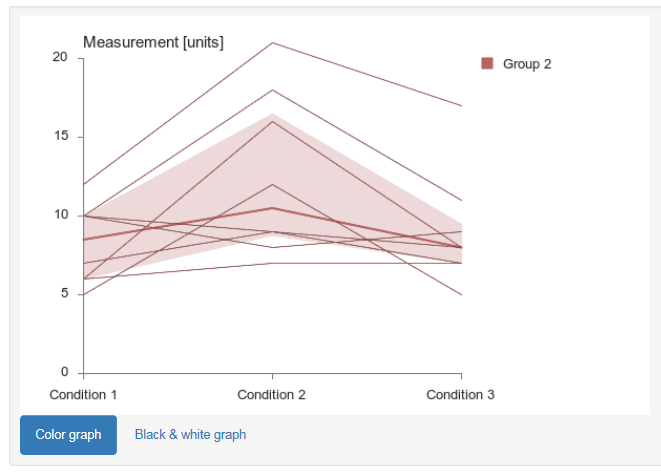 Measurement [units]
20
15
10
5
0
Condition 1
Condition 2
Condition 3
Group 2
Color graph
Black & white graph